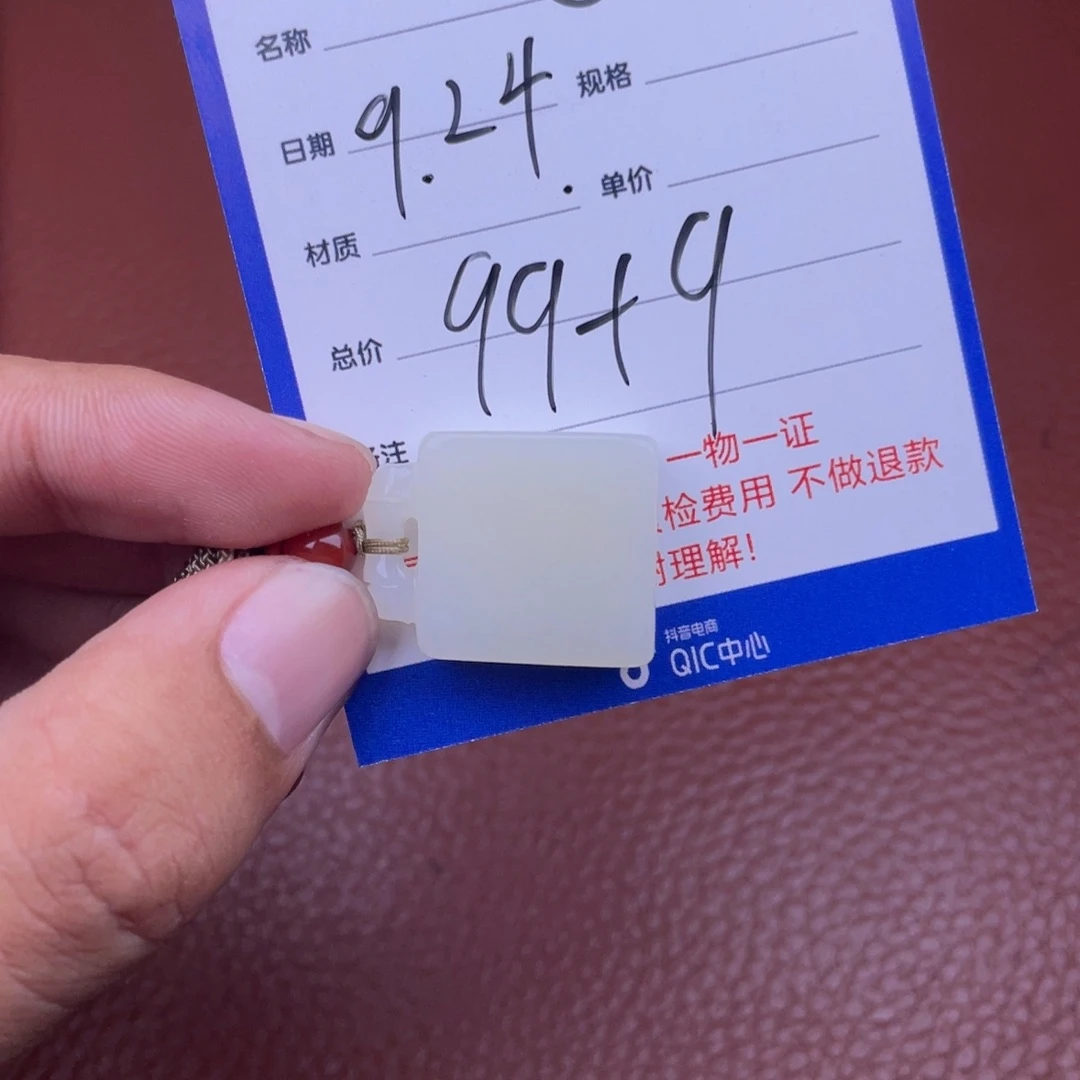 名称
日期 9.24. 规格
材质 单价
总价 99+9
注 一物一证
检费用 不做退款
理解!
抖音电商
QIC中心